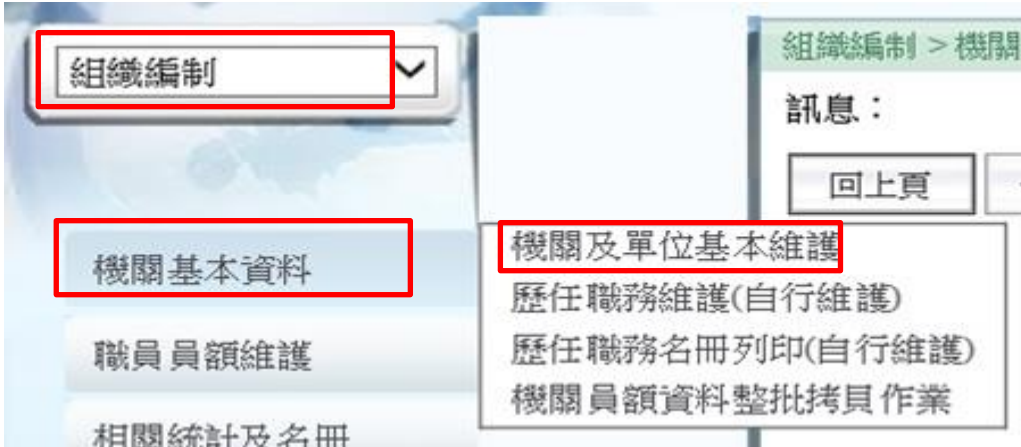 組織編制
組織編制 > 機關
訊息：
回上頁
機關基本資料
職員員額維護
相關統計及名冊
機關及單位基本維護
歷任職務維護(自行維護)
歷任職務名冊列印(自行維護)
機關員額資料整批拷貝作業